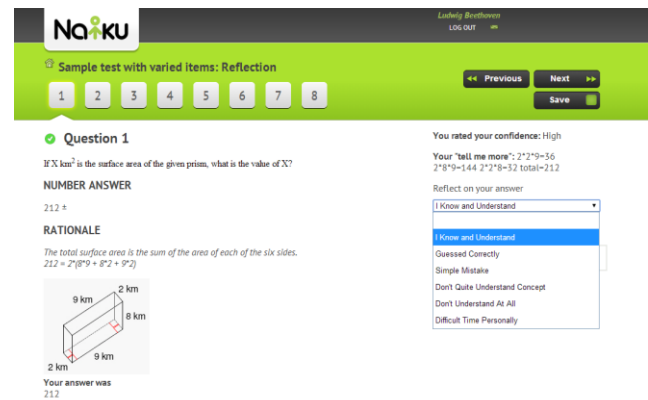 Naiku
Ludwig Beethoven
LOG OUT
Sample test with varied items: Reflection
Previous Next
1 2 3 4 5 6 7 8
Save
Question 1
You rated your confidence: High
If X km² is the surface area of the given prism, what is the value of X?
Your "tell me more": 2*2*9=36
2*8*9=144 2*2*8=32 total=212
NUMBER ANSWER
Reflect on your answer
212 ±
I Know and Understand
RATIONALE
I Know and Understand
The total surface area is the sum of the area of each of the six sides.
212 = 2*(8*9 + 8*2 + 9*2)
Guessed Correctly
Simple Mistake
Don't Quite Understand Concept
Don't Understand At All
Difficult Time Personally
2 km
9 km
8 km
9 km
2 km
Your answer was
212